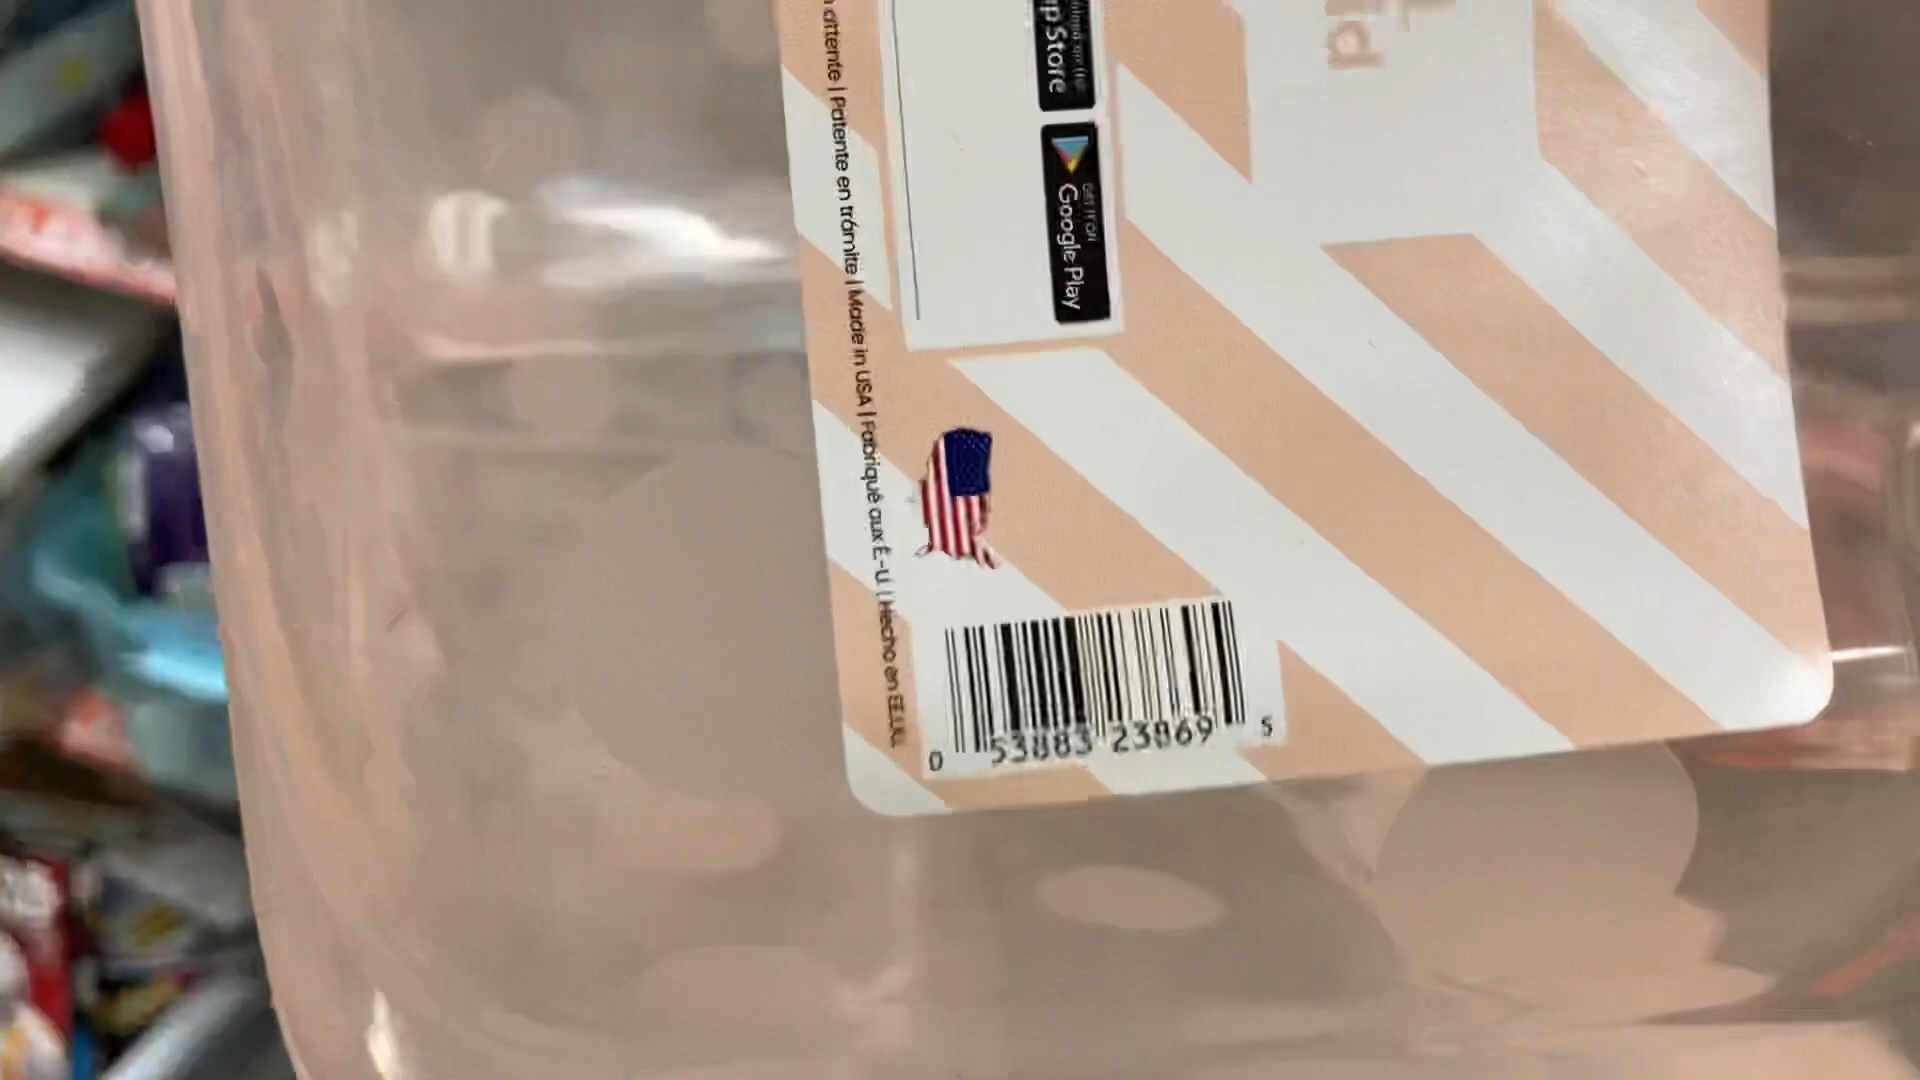 attente | Patente en trámite | Made in USA | Fabriqué aux É.-U. | Hecho en EE.UU.
Store
GET IT ON
Google Play
0 53883 23869 5